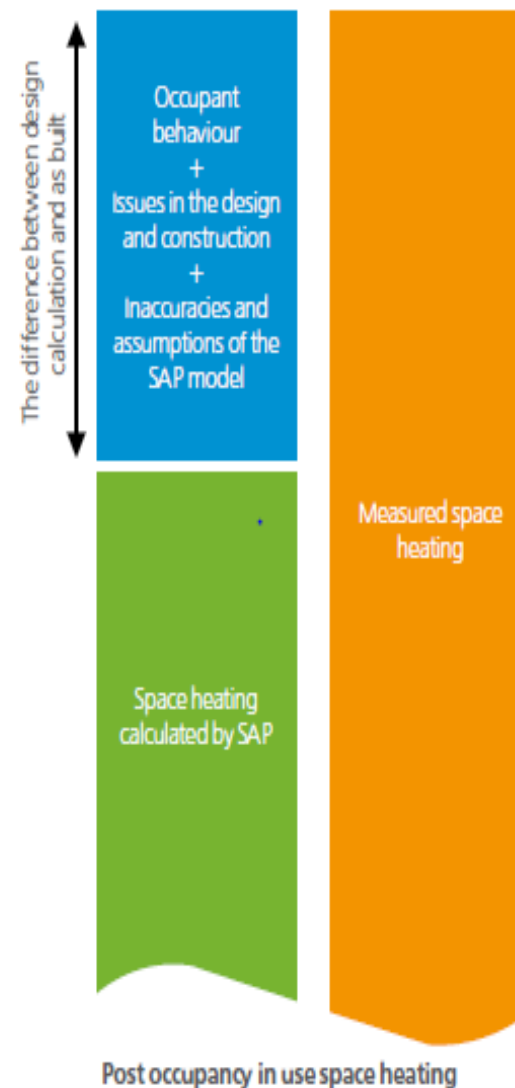 The difference between design
calculation and as built
Occupant
behaviour
+
Issues in the design
and construction
+
Inaccuracies and
assumptions of the
SAP model
Measured space
heating
Space heating
calculated by SAP
Post occupancy in use space heating